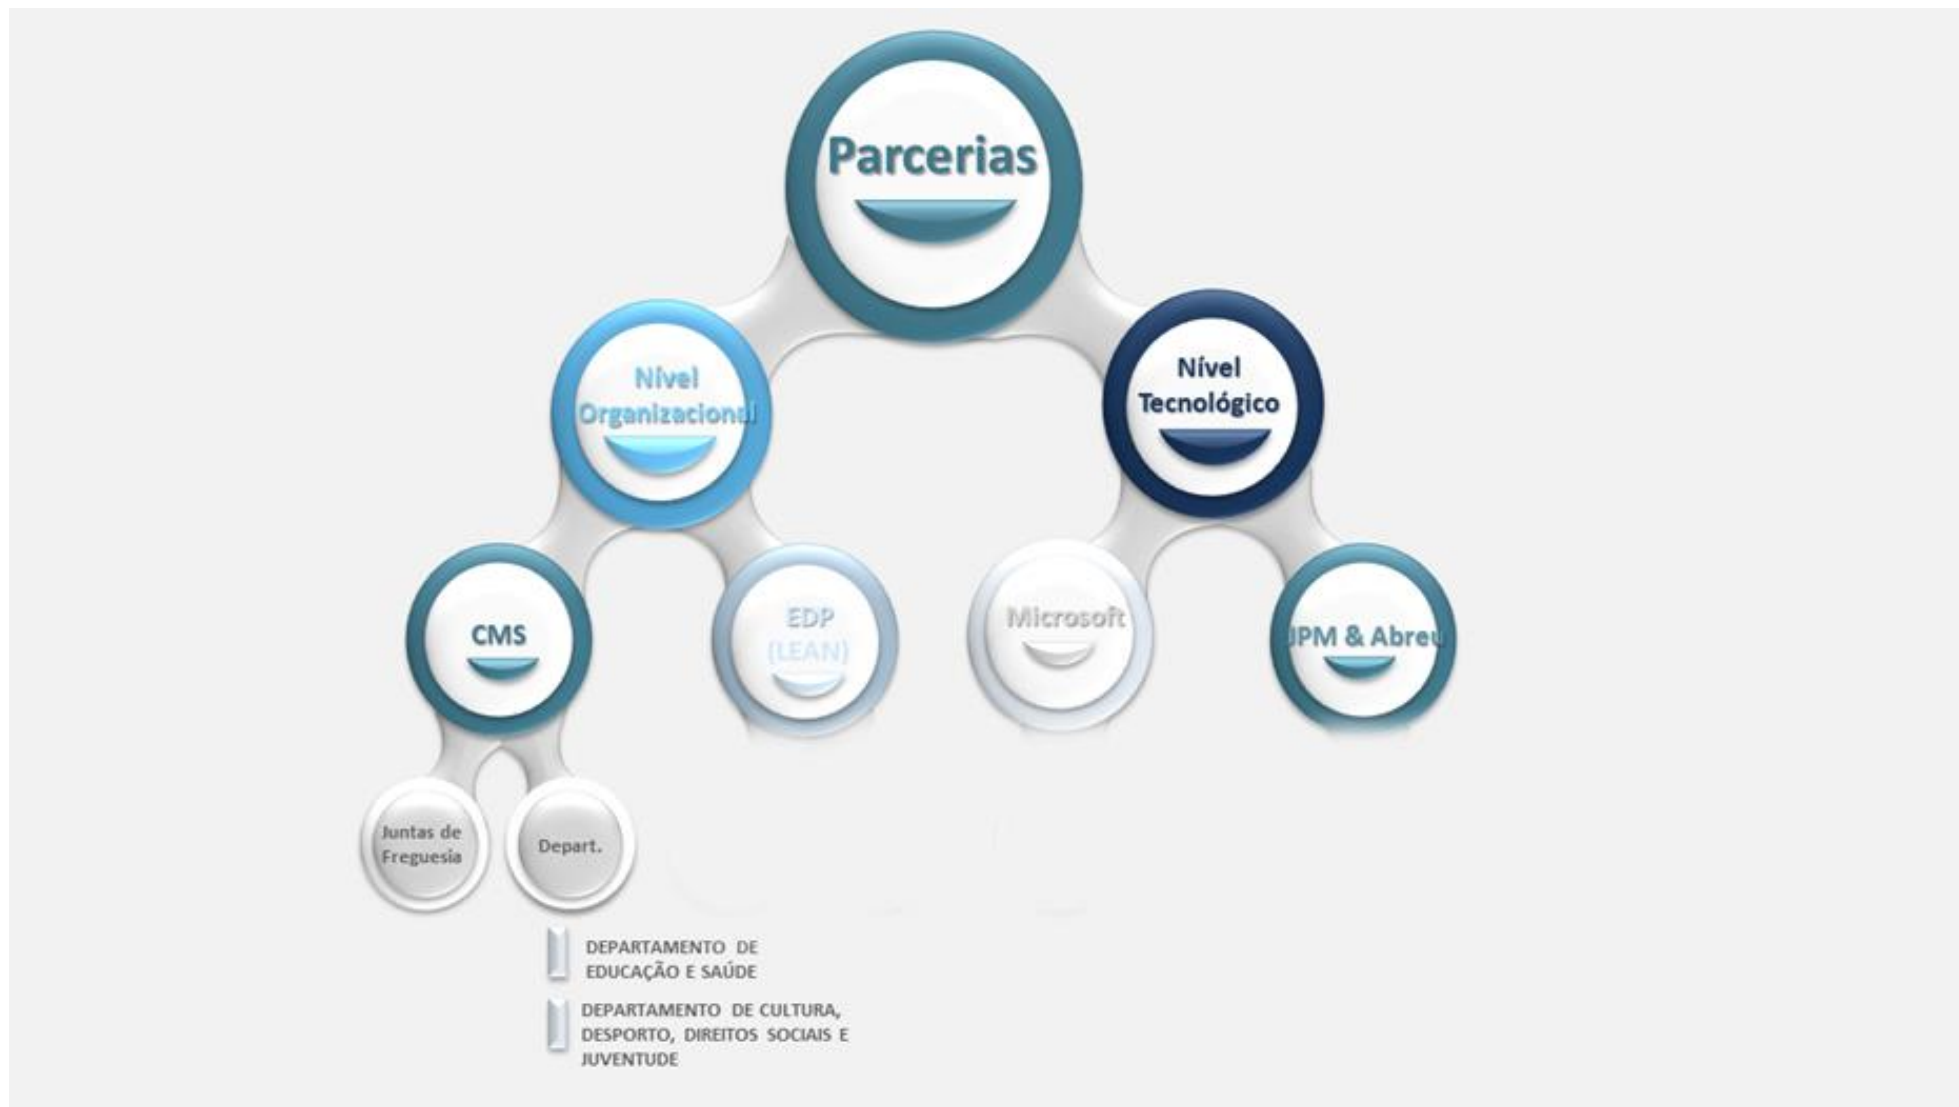 Parcerias
Nível
Organizacional
Nível
Tecnológico
CMS
EDP
(LEAN)
Microsoft
JPM & Abreu
Juntas de
Freguesia
Depart.
DEPARTAMENTO DE
EDUCAÇÃO E SAÚDE
DEPARTAMENTO DE CULTURA,
DESPORTO, DIREITOS SOCIAIS E
JUVENTUDE